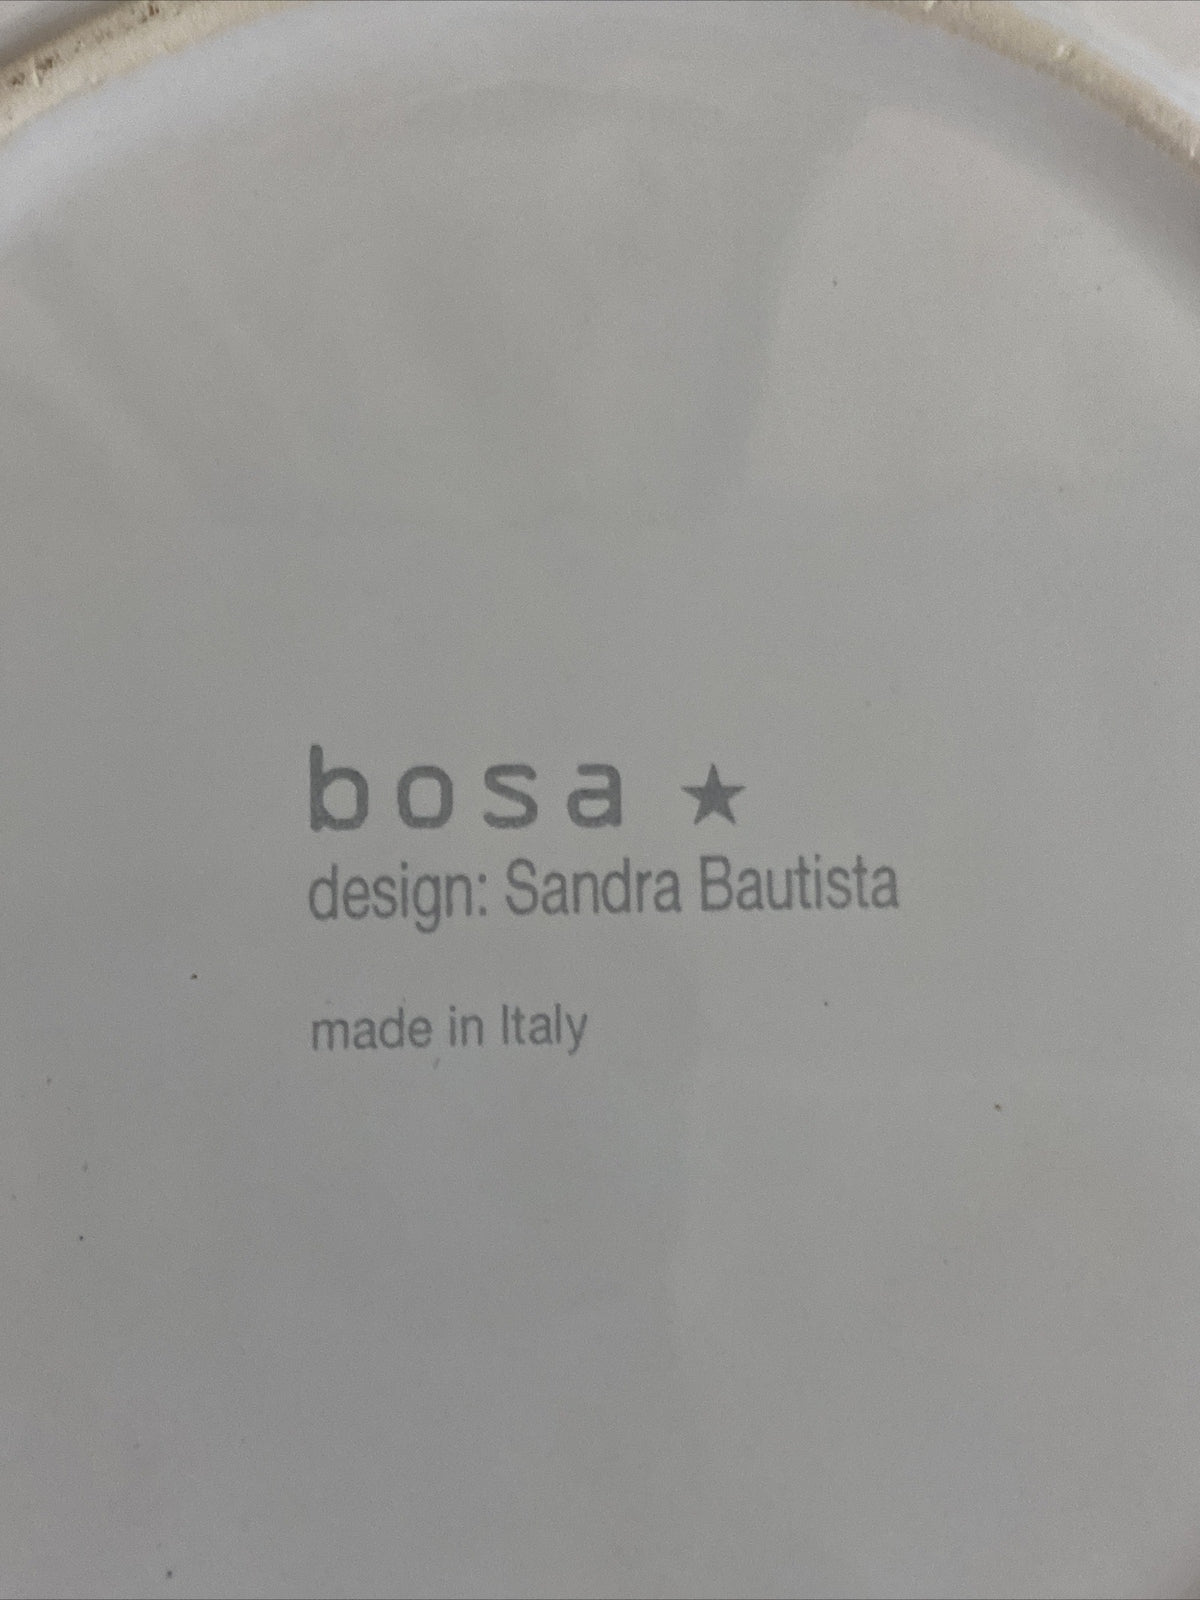 bosa ★
design: Sandra Bautista
made in Italy